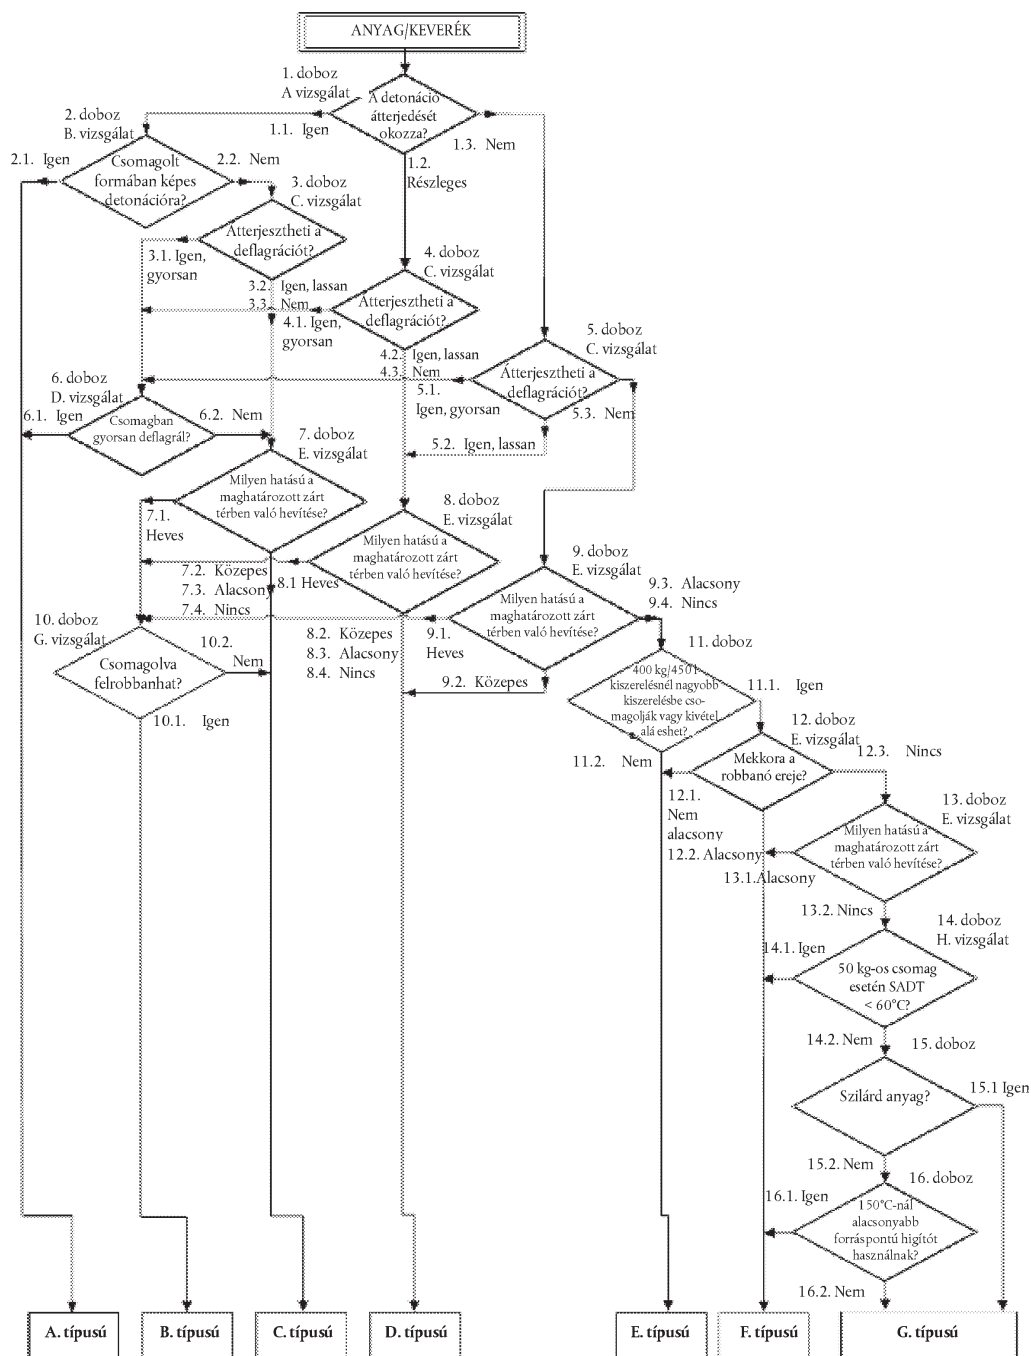 ANYAG/KEVERÉK
1. doboz
A vizsgálat
A detonáció
átterjedését
okozza?
1.1. Igen
1.2.
Részleges
1.3. Nem
2. doboz
B. vizsgálat
2.1. Igen
Csomagolt
formában képes
detonációra?
2.2. Nem
3. doboz
C. vizsgálat
Átterjesztheti a
deflagrációt?
3.1. Igen,
gyorsan
3.2. Igen, lassan
3.3. Nem
4. doboz
C. vizsgálat
Átterjesztheti a
deflagrációt?
4.1. Igen,
gyorsan
4.2. Igen, lassan
4.3. Nem
5. doboz
C. vizsgálat
Átterjesztheti a
deflagrációt?
5.1.
Igen, gyorsan
5.3. Nem
5.2. Igen, lassan
6. doboz
D. vizsgálat
6.1. Igen
6.2. Nem
Csomagban
gyorsan deflagrál?
7. doboz
E. vizsgálat
Milyen hatású a
maghatározott zárt
térben való hevítése?
7.1.
Heves
7.2. Közepes
7.3. Alacsony
7.4. Nincs
8. doboz
E. vizsgálat
Milyen hatású a
maghatározott zárt
térben való hevítése?
8.1 Heves
8.2. Közepes
8.3. Alacsony
8.4. Nincs
9. doboz
E. vizsgálat
9.3. Alacsony
9.4. Nincs
Milyen hatású a
maghatározott zárt
térben való hevítése?
9.1.
Heves
9.2. Közepes
10. doboz
G. vizsgálat
Csomagolva
felrobbanhat?
10.2.
Nem
10.1. Igen
11. doboz
400 kg/450 l
kiszerelésnél nagyobb
kiszerelésbe cso-
magolják vagy kivétel
alá eshet?
11.1. Igen
11.2. Nem
12. doboz
E. vizsgálat
Mekkora a
robbanó ereje?
12.3. Nincs
12.1.
Nem
alacsony
12.2. Alacsony
13. doboz
E. vizsgálat
Milyen hatású a
maghatározott zárt
térben való hevítése?
13.1. Alacsony
13.2. Nincs
14. doboz
H. vizsgálat
14.1. Igen
50 kg-os csomag
esetén SADT
< 60°C?
14.2. Nem
15. doboz
Szilárd anyag?
15.1 Igen
15.2. Nem
16. doboz
16.1. Igen
150°C-nál
alacsonyabb
forráspontú higítót
használnak?
16.2. Nem
A. típusú
B. típusú
C. típusú
D. típusú
E. típusú
F. típusú
G. típusú